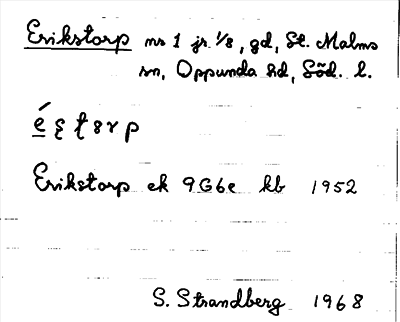 Erikstorp nr 1 jr 1/8, gd, St. Malms
sn, Oppunda hd, Söd. l.
Erikstorp ek 9G6e kb 1952
S. Strandberg 1968